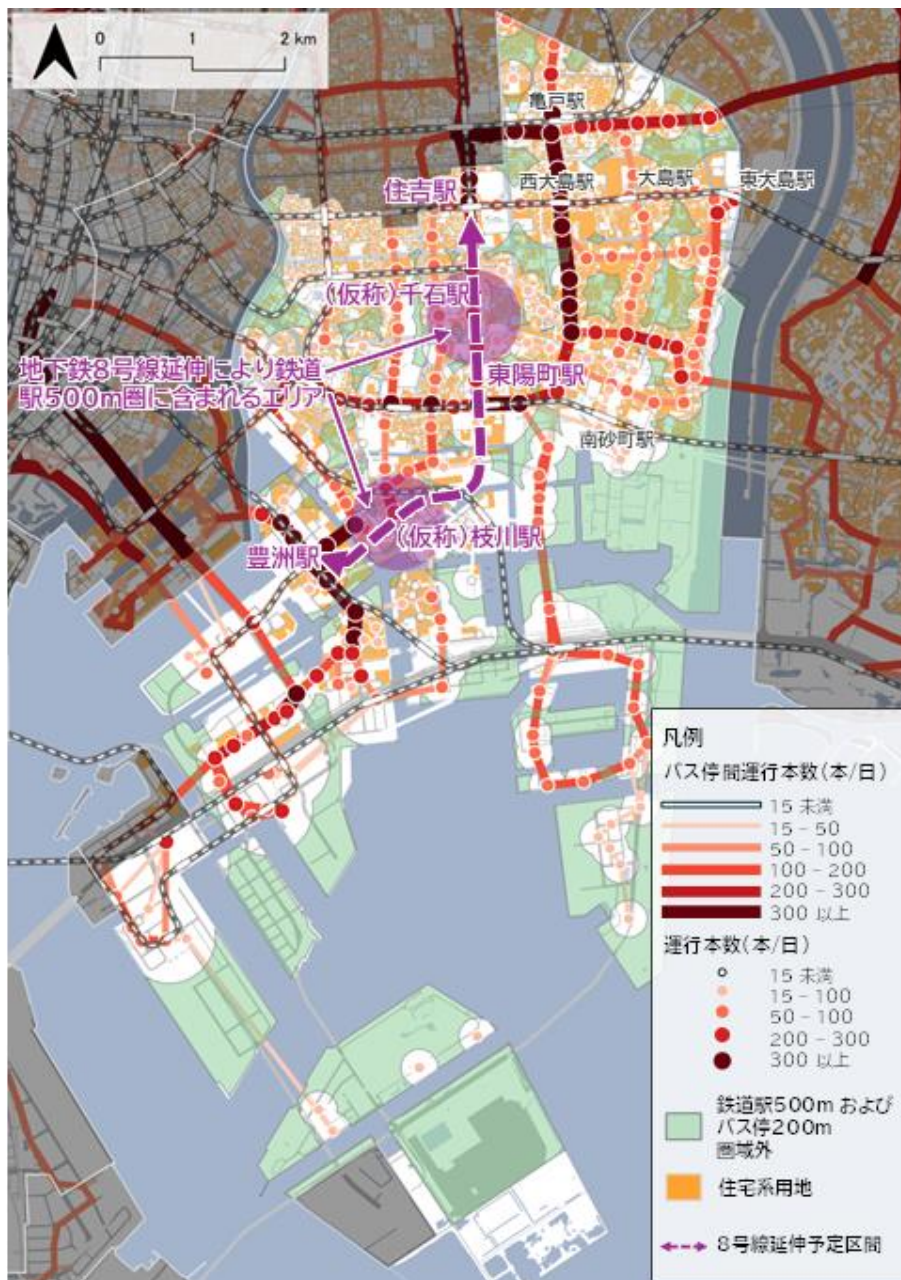 0 1 2 km
亀戸駅
住吉駅
西大島駅
大島駅
東大島駅
(仮称)千石駅
地下鉄8号線延伸により鉄道
駅500m圏に含まれるエリア
東陽町駅
南砂町駅
(仮称)枝川駅
豊洲駅
凡例
バス停間運行本数(本/日)
15 未満
15 – 50
50 – 100
100 – 200
200 – 300
300 以上
運行本数(本/日)
15 未満
15 – 100
50 – 100
200 – 300
300 以上
鉄道駅500m および
バス停200m
圏域外
住宅系用地
8号線延伸予定区間